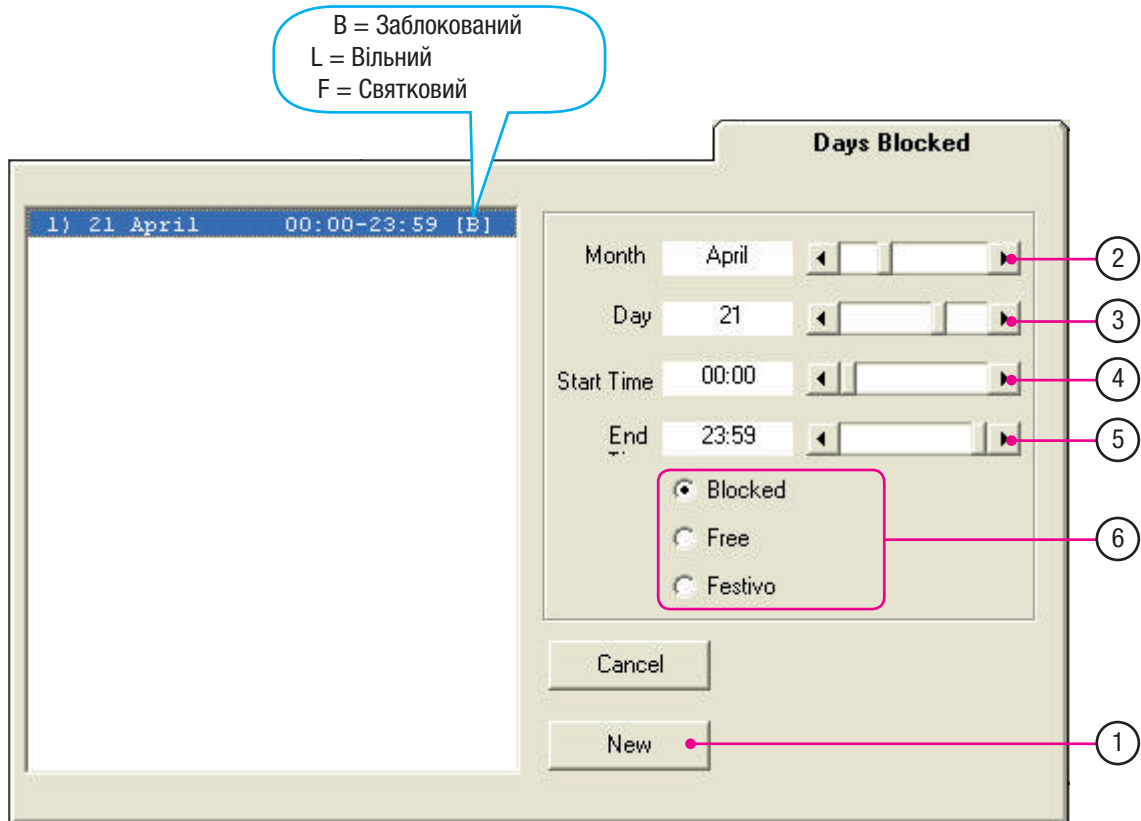 B = Заблокований
L = Вільний
F = Святковий
Days Blocked
1) 21 April 00:00-23:59 [B]
Month April
2
Day 21
3
Start Time 00:00
4
End 23:59
5
Blocked
Free
6
Festivo
Cancel
New
1